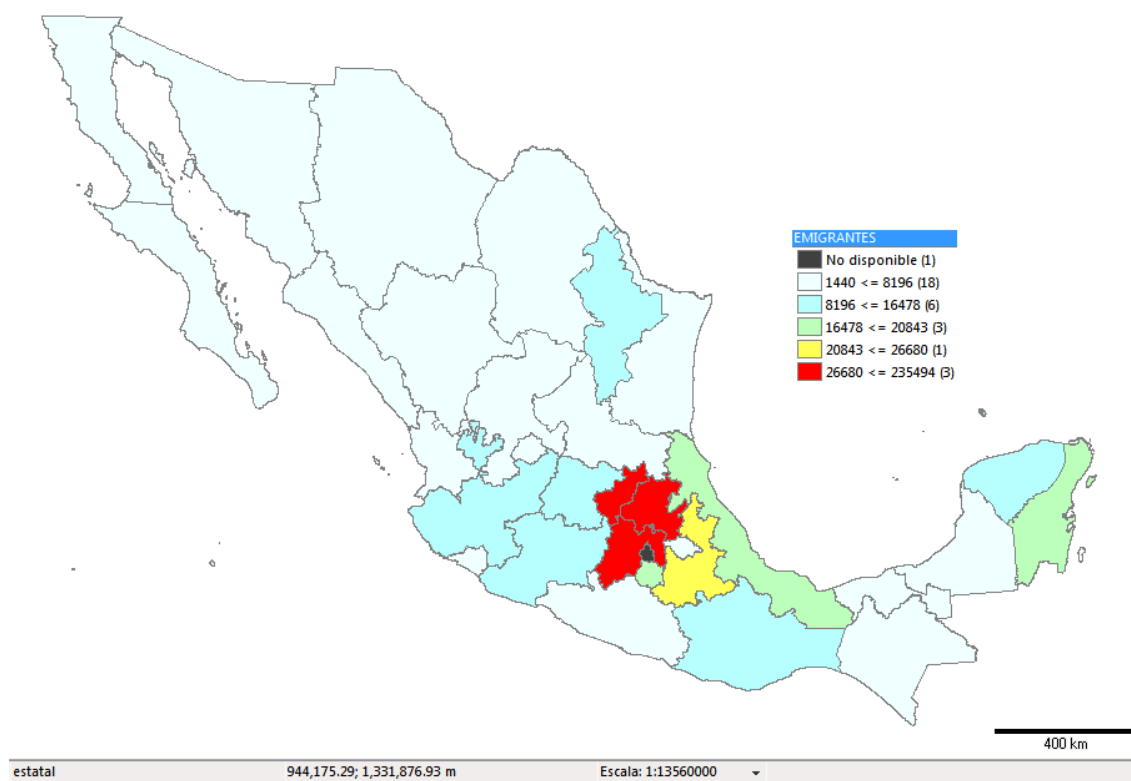 EMIGRANTES
No disponible (1)
1440 <= 8196 (18)
8196 <= 16478 (6)
16478 <= 20843 (3)
20843 <= 26680 (1)
26680 <= 235494 (3)
400 km
estatal 944,175.29; 1,331,876.93 m Escala: 1:13560000